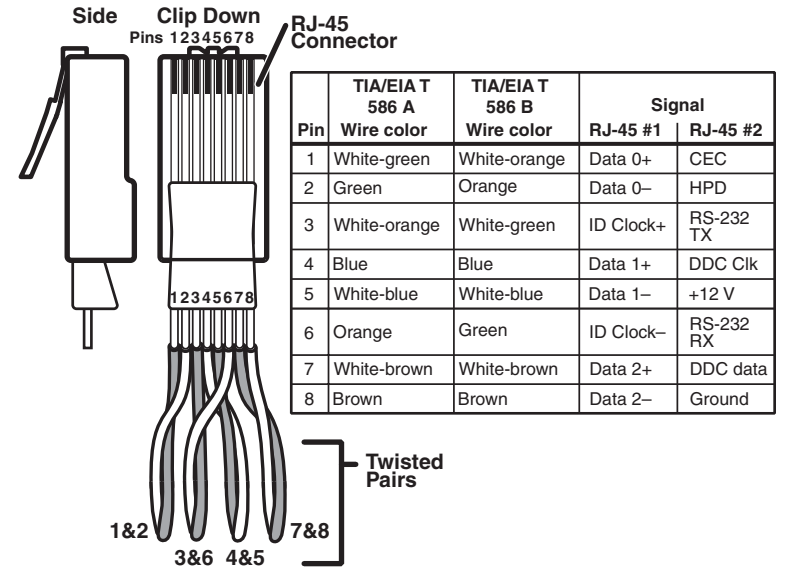 Side
Clip Down
Pins 12345678
RJ-45
Connector
TIA/EIA T
586 A
Wire color
TIA/EIA T
586 B
Wire color
Signal
Pin
RJ-45 #1
RJ-45 #2
1 White-green White-orange Data 0+ CEC
2 Green Orange Data 0– HPD
3 White-orange White-green ID Clock+ RS-232 TX
4 Blue Blue Data 1+ DDC Clk
5 White-blue White-blue Data 1– +12 V
6 Orange Green ID Clock– RS-232 RX
7 White-brown White-brown Data 2+ DDC data
8 Brown Brown Data 2– Ground
12345678
Twisted
Pairs
1&2
3&6
4&5
7&8